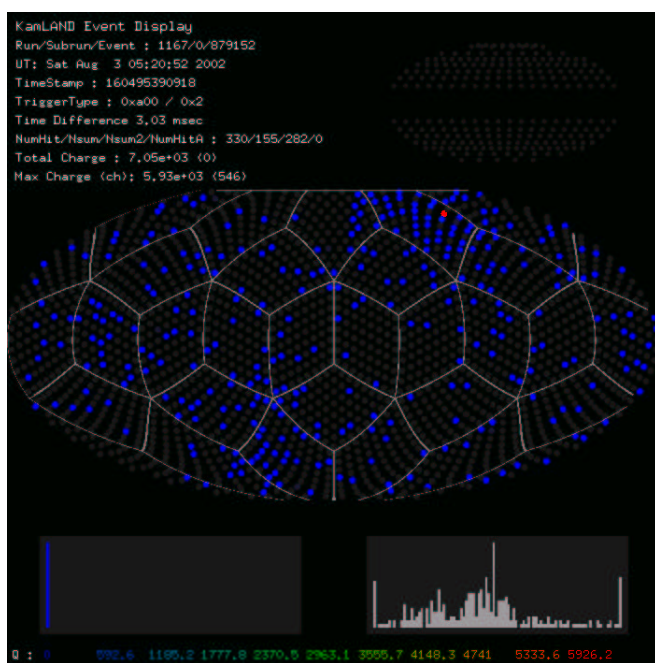 KamLAND Event Display
Run/Subrun/Event : 1167/0/879152
UT: Sat Aug  3 05:20:52 2002
TimeStamp : 160495390918
TriggerType : 0xa00 / 0x2
Time Difference 3.03 msec
NumHit/Nsum/Nsum2/NumHitA : 330/155/282/0
Total Charge : 7.05e+03 (0)
Max Charge (ch): 5.93e+03 (546)
Q : 0 592.6 1185.2 1777.8 2370.5 2963.1 3555.7 4148.3 4741 5333.6 5926.2